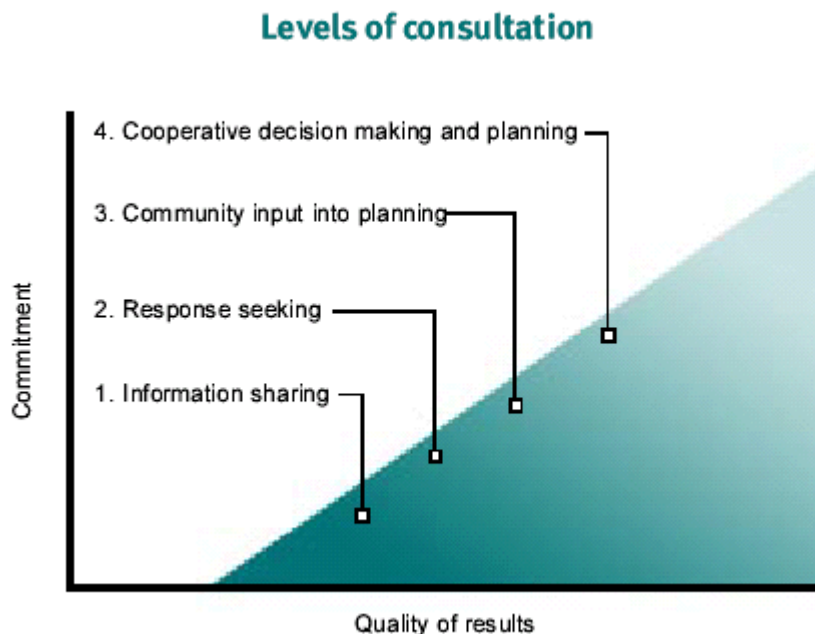 Levels of consultation
4. Cooperative decision making and planning
3. Community input into planning
2. Response seeking
1. Information sharing
Commitment
Quality of results